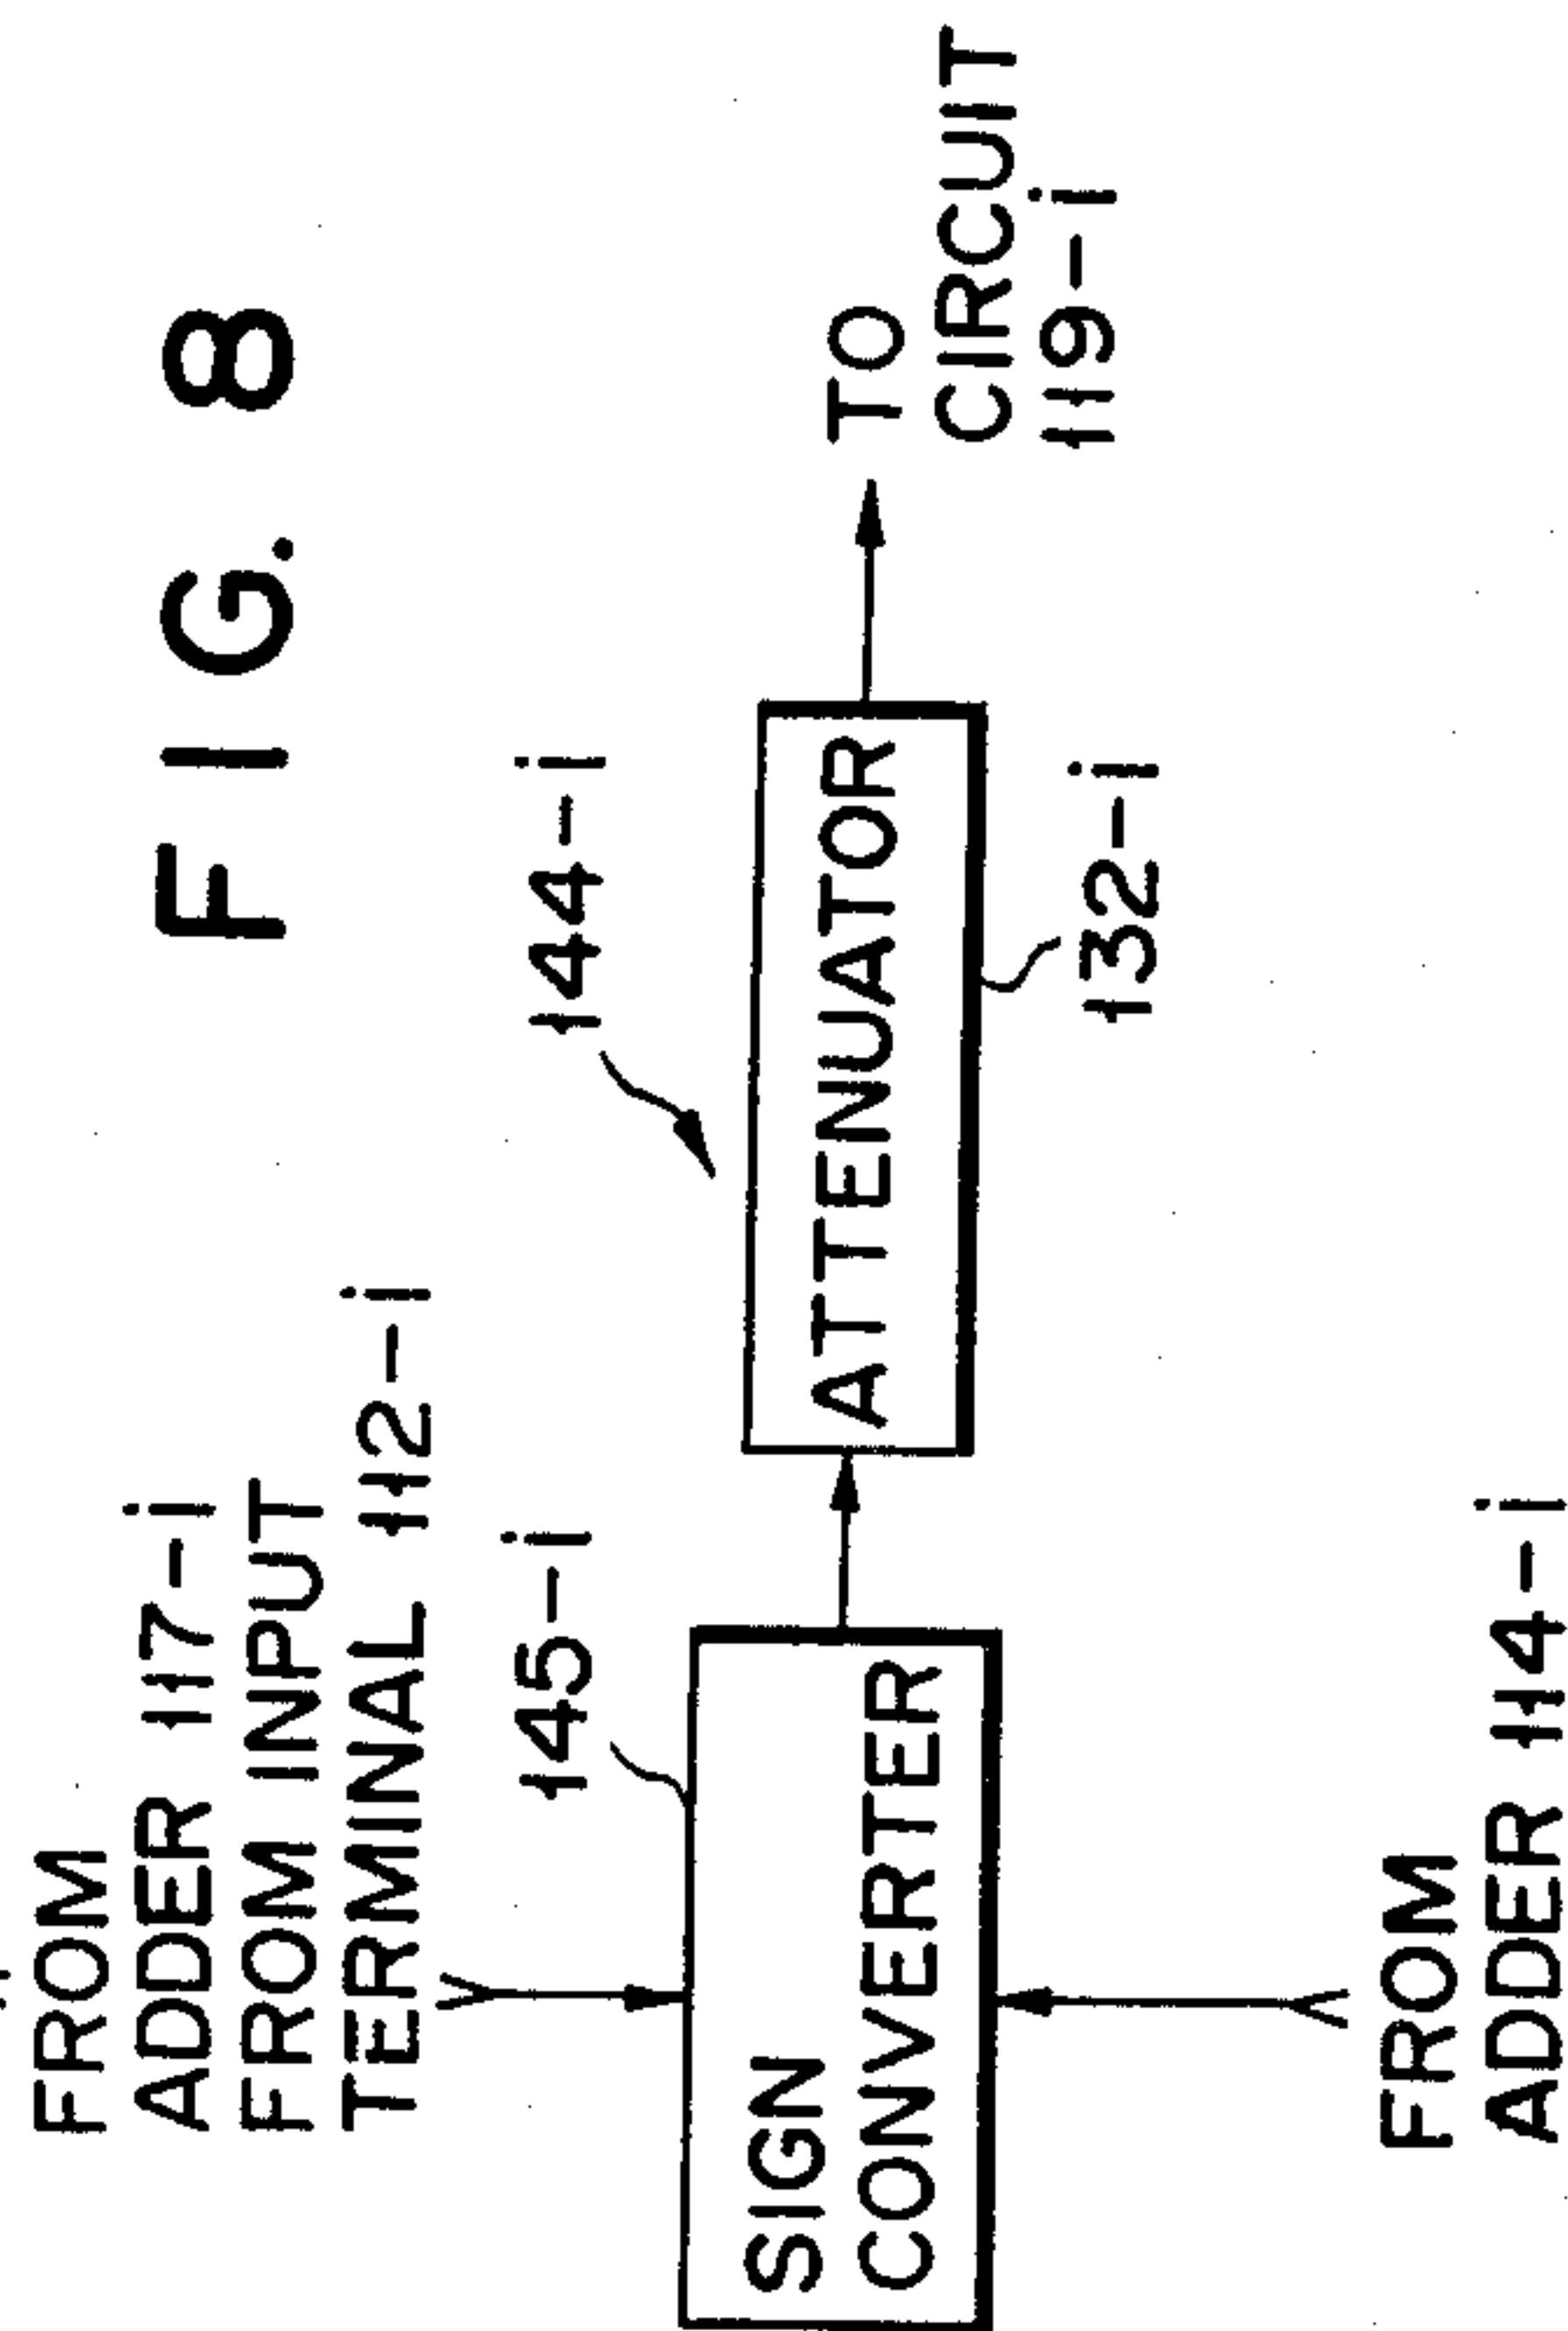 FIG. 8
FROM
ADDER 117-i
FROM INPUT
TERMINAL 112-i
145-i
144-i
SIGN
CONVERTER
ATTENUATOR
132-i
TO
CIRCUIT
119-i
FROM
ADDER 114-i